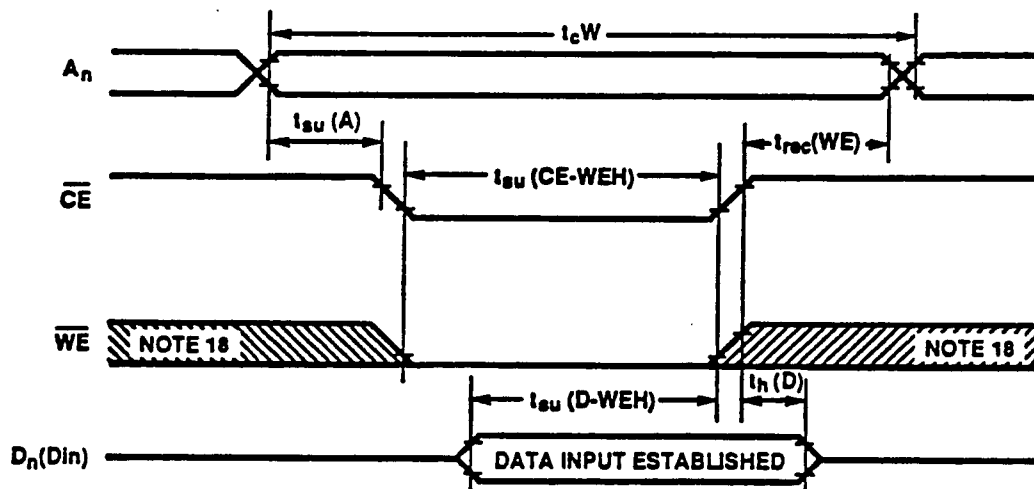 tcW
An
tsu (A)
trec(WE)
CE
tsu (CE-WEH)
WE
NOTE 18
NOTE 18
th (D)
tsu (D-WEH)
Dn(Din)
DATA INPUT ESTABLISHED